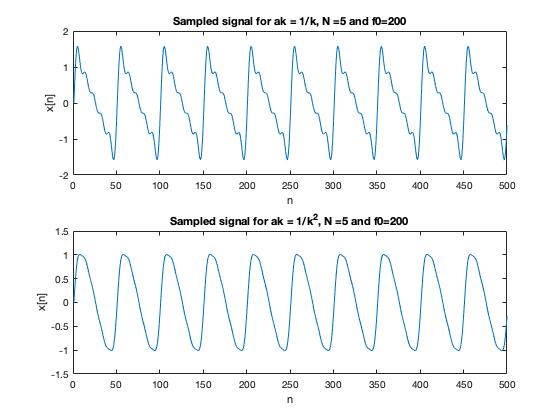 Sampled signal for ak = 1/k, N =5 and f0=200
2
1
0
-1
-2
x[n]
0 50 100 150 200 250 300 350 400 450 500
n
Sampled signal for ak = 1/k², N =5 and f0=200
1.5
1
0.5
0
-0.5
-1
-1.5
x[n]
0 50 100 150 200 250 300 350 400 450 500
n